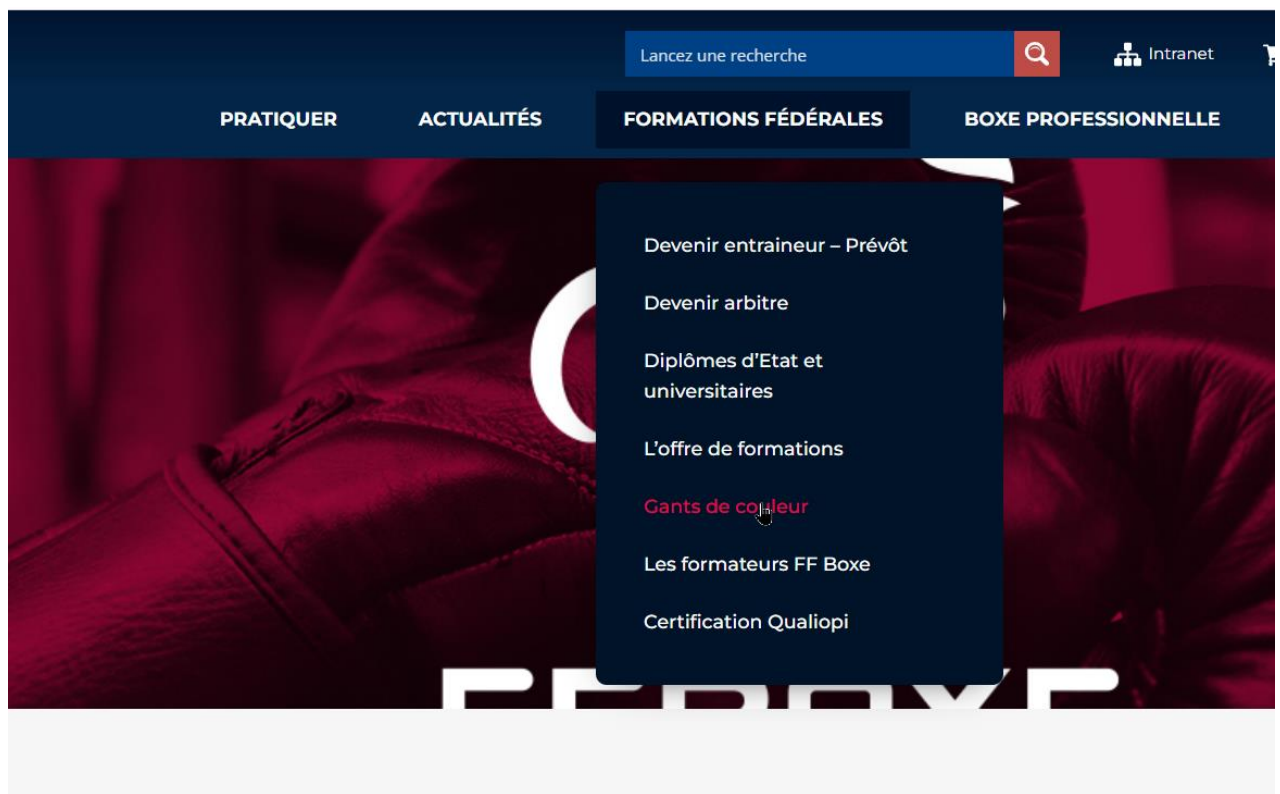 Lancez une recherche
Intranet
PRATIQUER
ACTUALITÉS
FORMATIONS FÉDÉRALES
BOXE PROFESSIONNELLE
Devenir entraineur – Prévôt
Devenir arbitre
Diplômes d'Etat et
universitaires
L'offre de formations
Gants de couleur
Les formateurs FF Boxe
Certification Qualiopi
FFBOXE